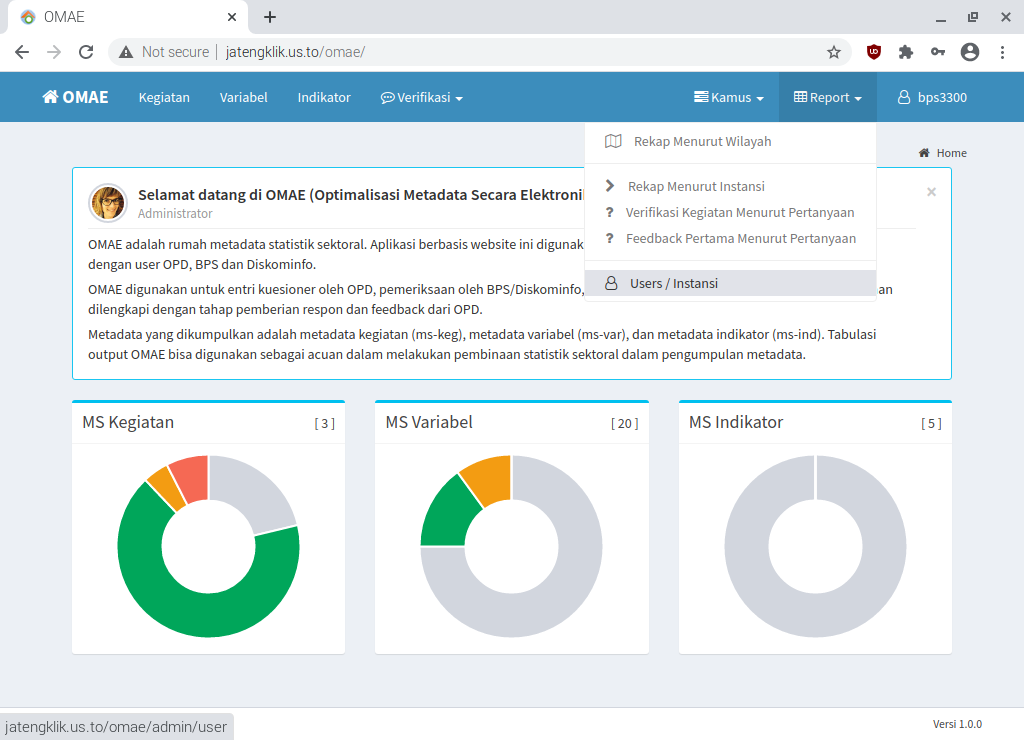 OMAE
Not secure
jatengklik.us.to/omae/
OMAE
Kegiatan
Variabel
Indikator
Verifikasi
Kamus
Report
bps3300
Rekap Menurut Wilayah
Rekap Menurut Instansi
? Verifikasi Kegiatan Menurut Pertanyaan
? Feedback Pertama Menurut Pertanyaan
Users / Instansi
Home
Selamat datang di OMAE (Optimalisasi Metadata Secara Elektroni
Administrator
OMAE adalah rumah metadata statistik sektoral. Aplikasi berbasis website ini digunak
dengan user OPD, BPS dan Diskominfo.
OMAE digunakan untuk entri kuesioner oleh OPD, pemeriksaan oleh BPS/Diskominfo, an
dilengkapi dengan tahap pemberian respon dan feedback dari OPD.
Metadata yang dikumpulkan adalah metadata kegiatan (ms-keg), metadata variabel (ms-var), dan metadata indikator (ms-ind). Tabulasi
output OMAE bisa digunakan sebagai acuan dalam melakukan pembinaan statistik sektoral dalam pengumpulan metadata.
MS Kegiatan [ 3 ]
MS Variabel [ 20 ]
MS Indikator [ 5 ]
jatengklik.us.to/omae/admin/user
Versi 1.0.0